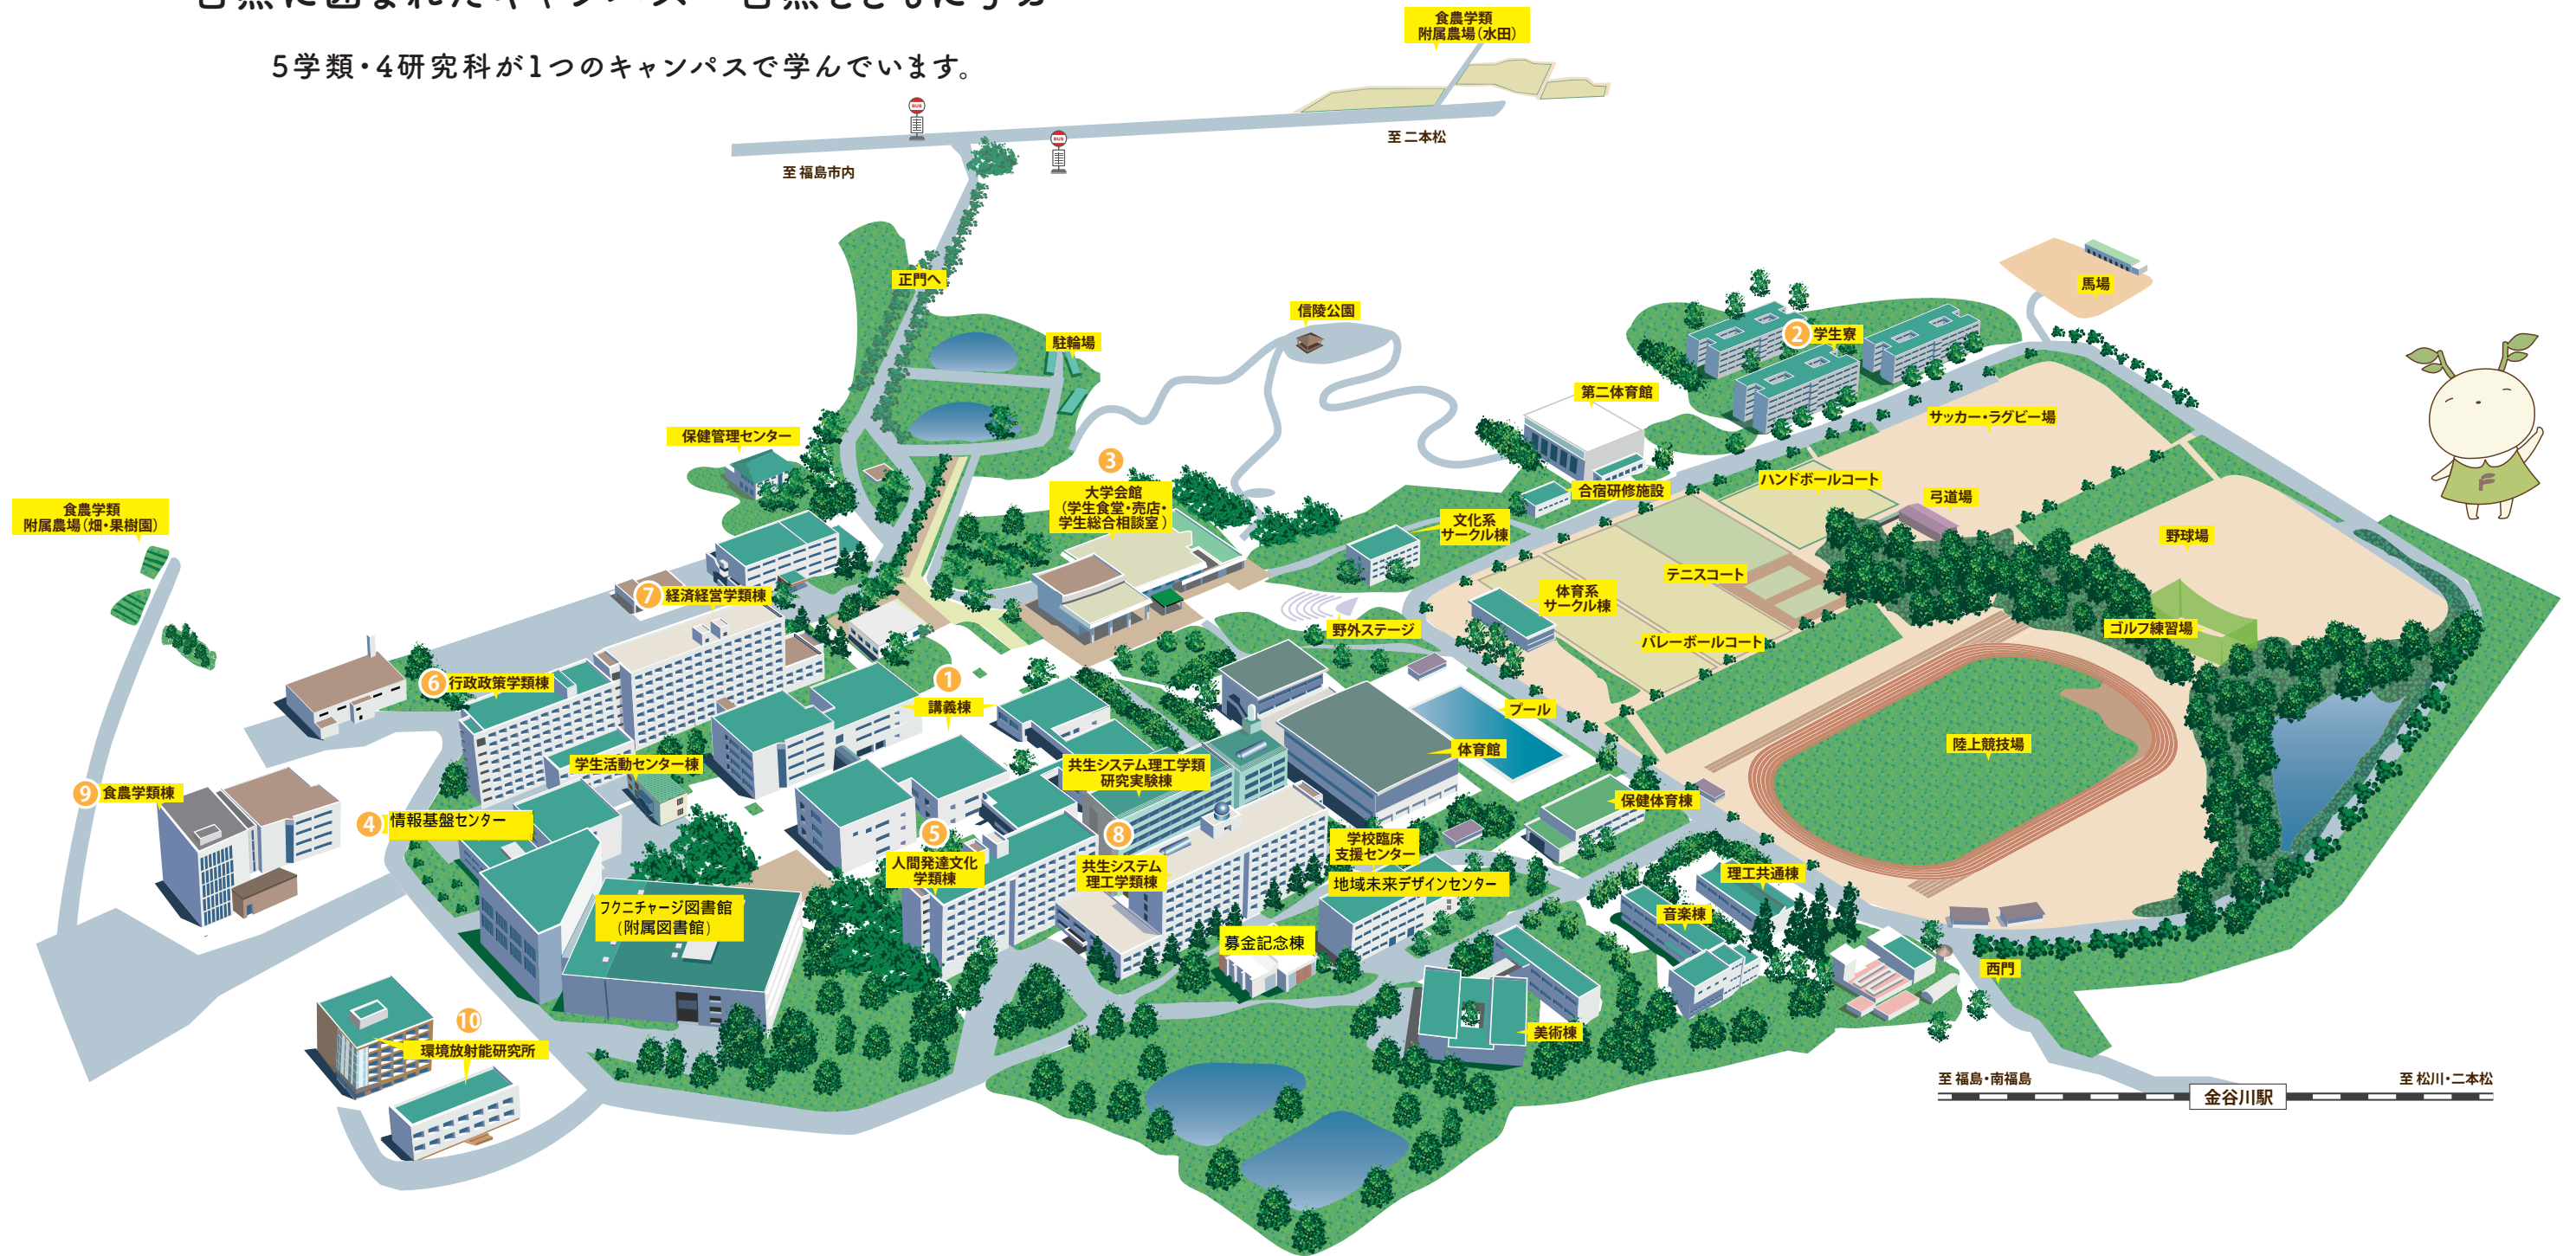 5学類・4研究科が1つのキャンパスで学んでいます。
食農学類
附属農場(水田)
BUS
BUS
至 二本松
至 福島市内
正門へ
馬場
信陵公園
駐輪場
2 学生寮
第二体育館
サッカー・ラグビー場
保健管理センター
3
大学会館
(学生食堂・売店・
学生総合相談室)
ハンドボールコート
合宿研修施設
弓道場
食農学類
附属農場(畑・果樹園)
文化系
サークル棟
野球場
テニスコート
7 経済経営学類棟
体育系
サークル棟
野外ステージ
ゴルフ練習場
バレーボールコート
6 行政政策学類棟
1
講義棟
プール
陸上競技場
体育館
学生活動センター棟
共生システム理工学類
研究実験棟
9 食農学類棟
保健体育棟
4 情報基盤センター
5
人間発達文化
学類棟
8
共生システム
理工学類棟
学校臨床
支援センター
地域未来デザインセンター
理工共通棟
フクニチャージ図書館
(附属図書館)
音楽棟
募金記念棟
西門
10
環境放射能研究所
美術棟
至 福島・南福島
至 松川・二本松
金谷川駅
F